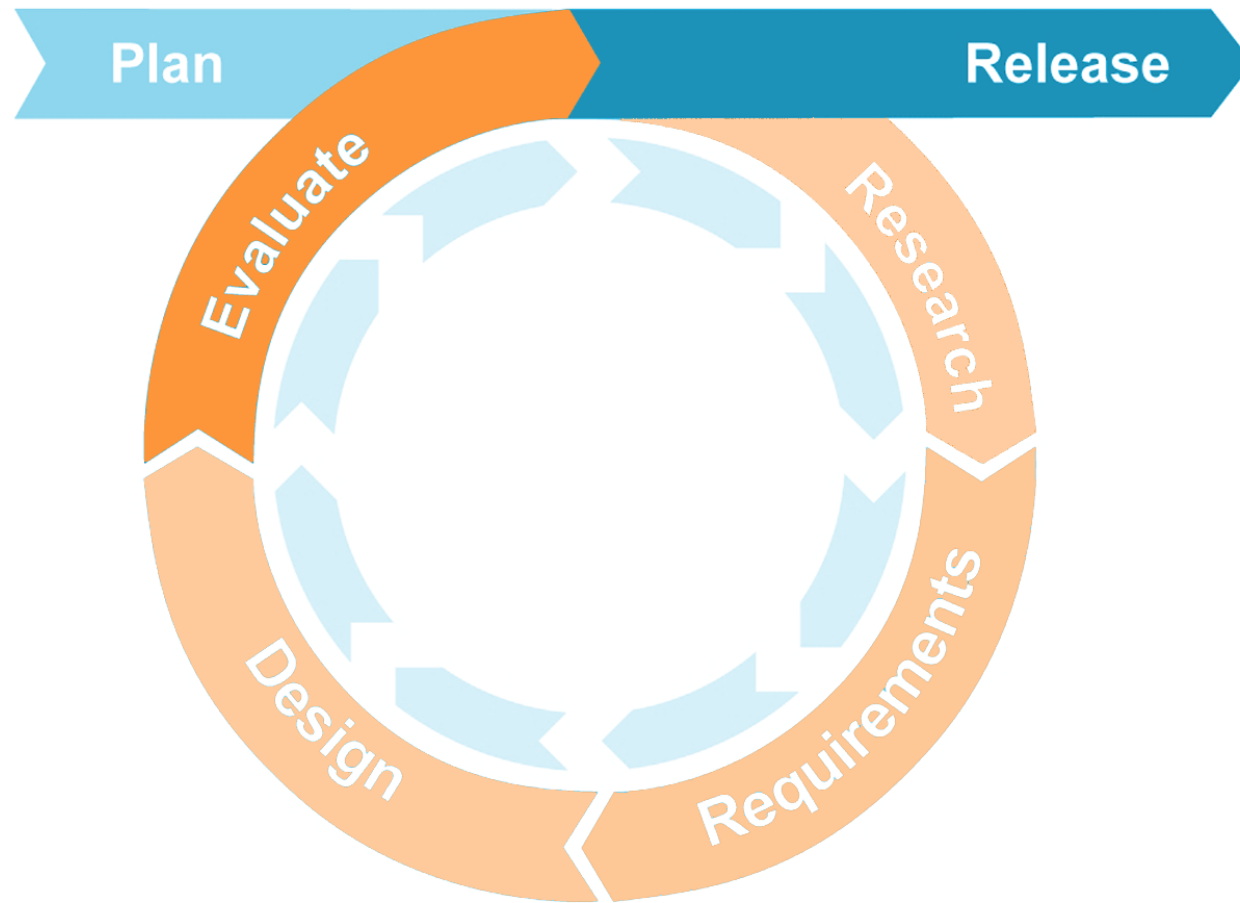 Plan
Release
Research
Requirements
Design
Evaluate